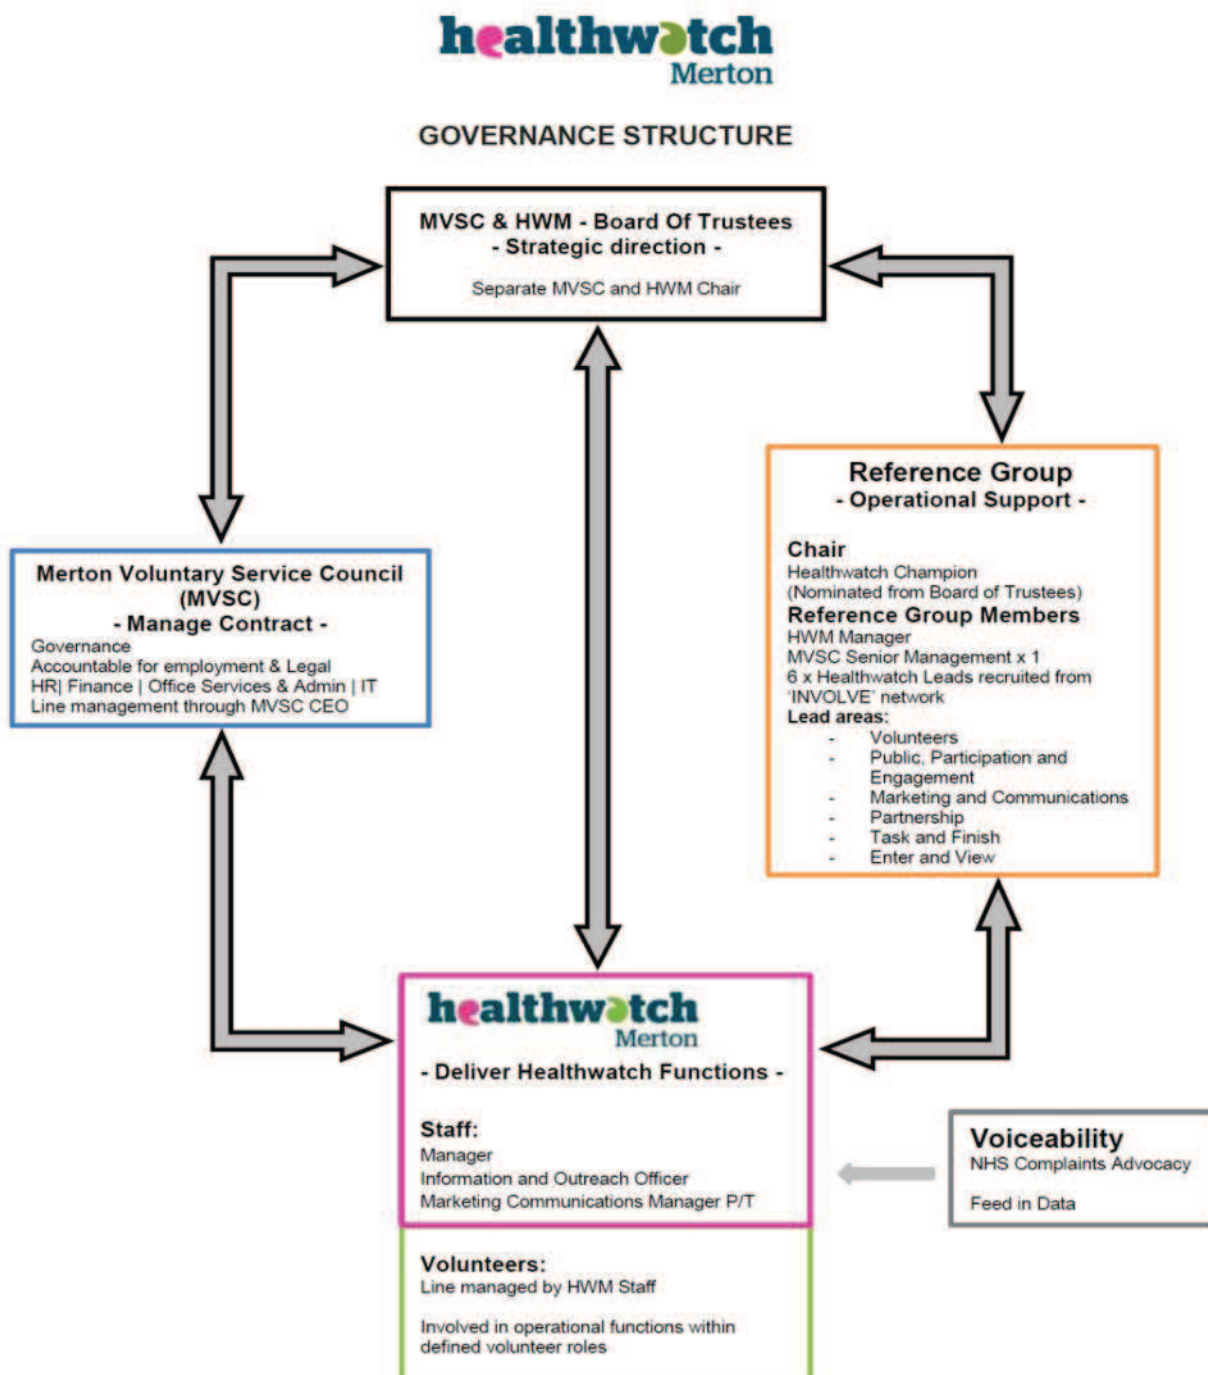 healthwatch
Merton
GOVERNANCE STRUCTURE
MVSC & HWM - Board Of Trustees
- Strategic direction -
Separate MVSC and HWM Chair
Merton Voluntary Service Council
(MVSC)
- Manage Contract -
Governance
Accountable for employment & Legal
HR| Finance | Office Services & Admin | IT
Line management through MVSC CEO
Reference Group
- Operational Support -
Chair
Healthwatch Champion
(Nominated from Board of Trustees)
Reference Group Members
HWM Manager
MVSC Senior Management x 1
6 x Healthwatch Leads recruited from
'INVOLVE' network
Lead areas:
- Volunteers
- Public, Participation and
Engagement
- Marketing and Communications
- Partnership
- Task and Finish
- Enter and View
healthwatch
Merton
- Deliver Healthwatch Functions -
Staff:
Manager
Information and Outreach Officer
Marketing Communications Manager P/T
Voiceability
NHS Complaints Advocacy
Feed in Data
Volunteers:
Line managed by HWM Staff
Involved in operational functions within
defined volunteer roles